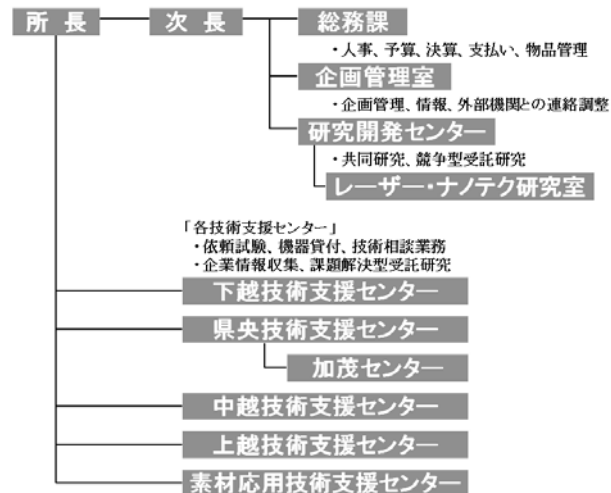 所 長
次 長
総務課
・人事、予算、決算、支払い、物品管理
企画管理室
・企画管理、情報、外部機関との連絡調整
研究開発センター
・共同研究、競争型受託研究
レーザー・ナノテク研究室
「各技術支援センター」
・依頼試験、機器貸付、技術相談業務
・企業情報収集、課題解決型受託研究
下越技術支援センター
県央技術支援センター
加茂センター
中越技術支援センター
上越技術支援センター
素材応用技術支援センター